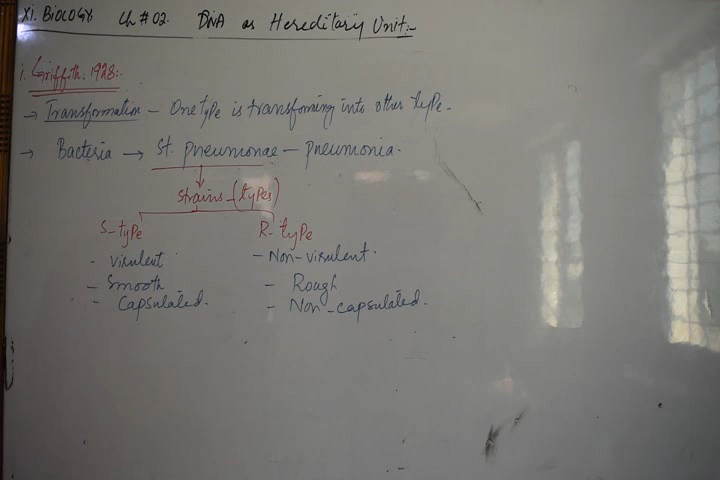 XI. BIOLOGY. Ch # 02. DNA as Hereditary Unit:-
i. Griffith. 1928:-
→ Transformation - One type is transforming into other type.
→ Bacteria → St. pneumonae - pneumonia.
strains - (types)
S-type R-type
- Virulent - Non-virulent.
- Smooth - Rough
- Capsulated. - Non-capsulated.